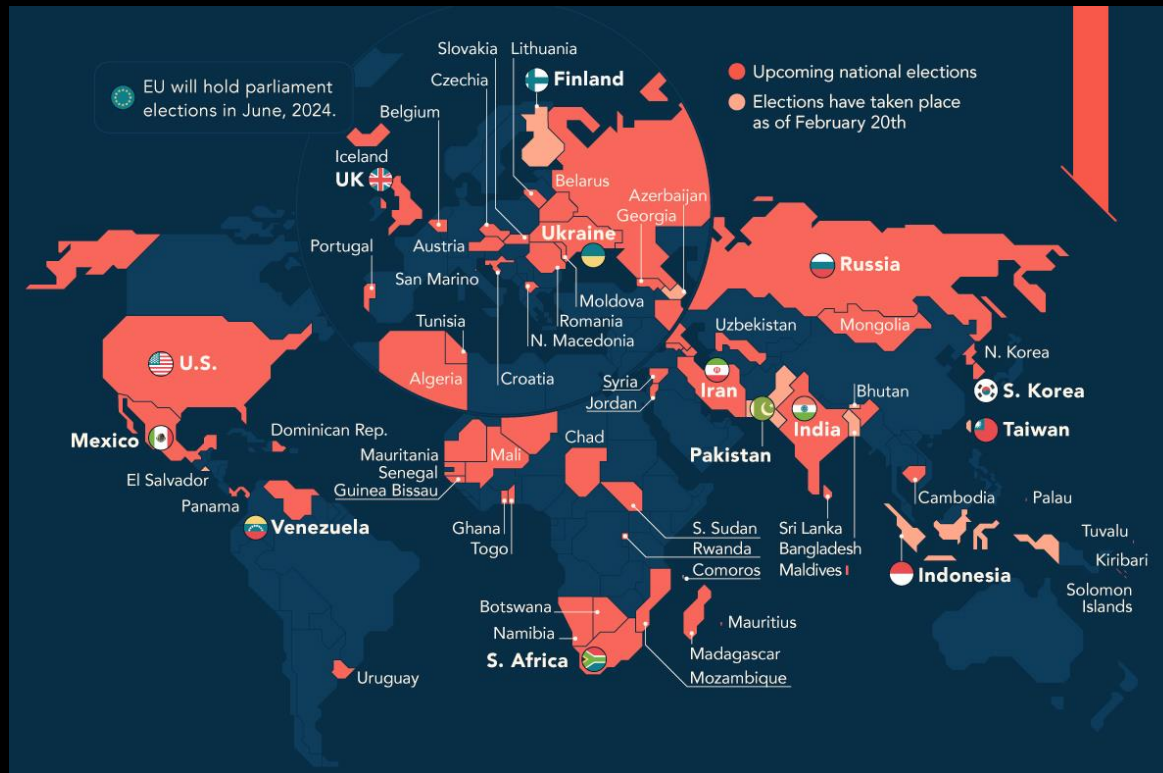 EU will hold parliament
elections in June, 2024.
Upcoming national elections
Elections have taken place
as of February 20th
Slovakia
Lithuania
Czechia
Finland
Belgium
Iceland
UK
Belarus
Azerbaijan
Georgia
Portugal
Austria
Ukraine
San Marino
Russia
Moldova
Romania
N. Macedonia
Tunisia
Algeria
Croatia
Uzbekistan
Mongolia
U.S.
Syria
Jordan
Iran
N. Korea
Bhutan
S. Korea
India
Taiwan
Mexico
Dominican Rep.
Mauritania
Senegal
Guinea Bissau
Mali
Chad
Pakistan
El Salvador
Panama
Venezuela
Ghana
Togo
S. Sudan
Rwanda
Comoros
Sri Lanka
Bangladesh
Maldives
Cambodia
Palau
Indonesia
Tuvalu
Kiribari
Solomon
Islands
Botswana
Namibia
S. Africa
Mauritius
Madagascar
Mozambique
Uruguay